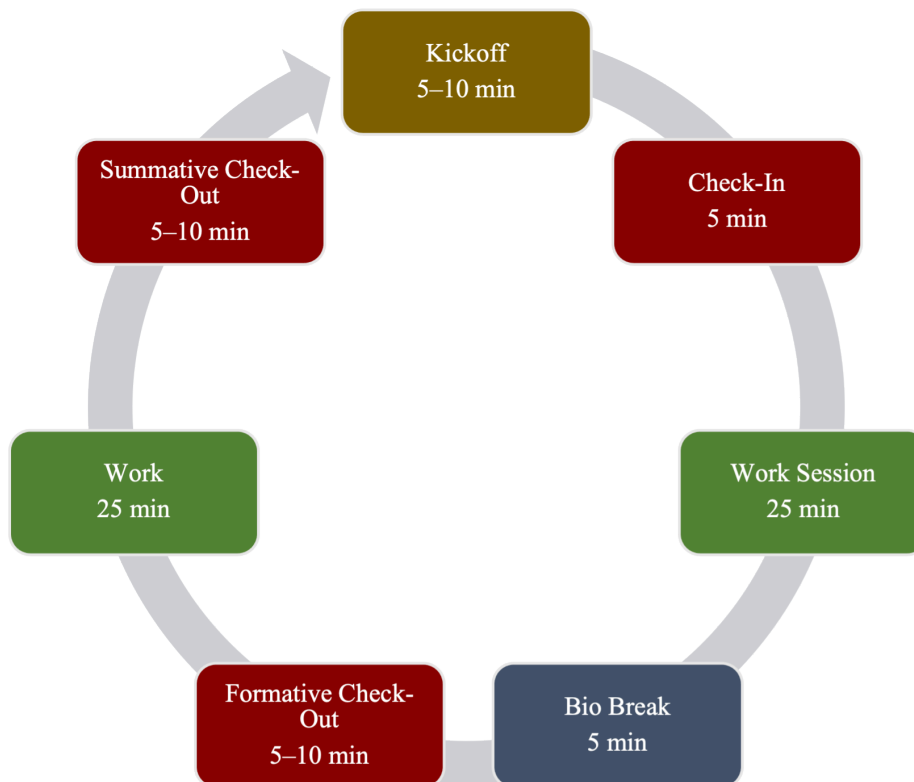 Kickoff
5–10 min
Check-In
5 min
Work Session
25 min
Bio Break
5 min
Formative Check-
Out
5–10 min
Work
25 min
Summative Check-
Out
5–10 min